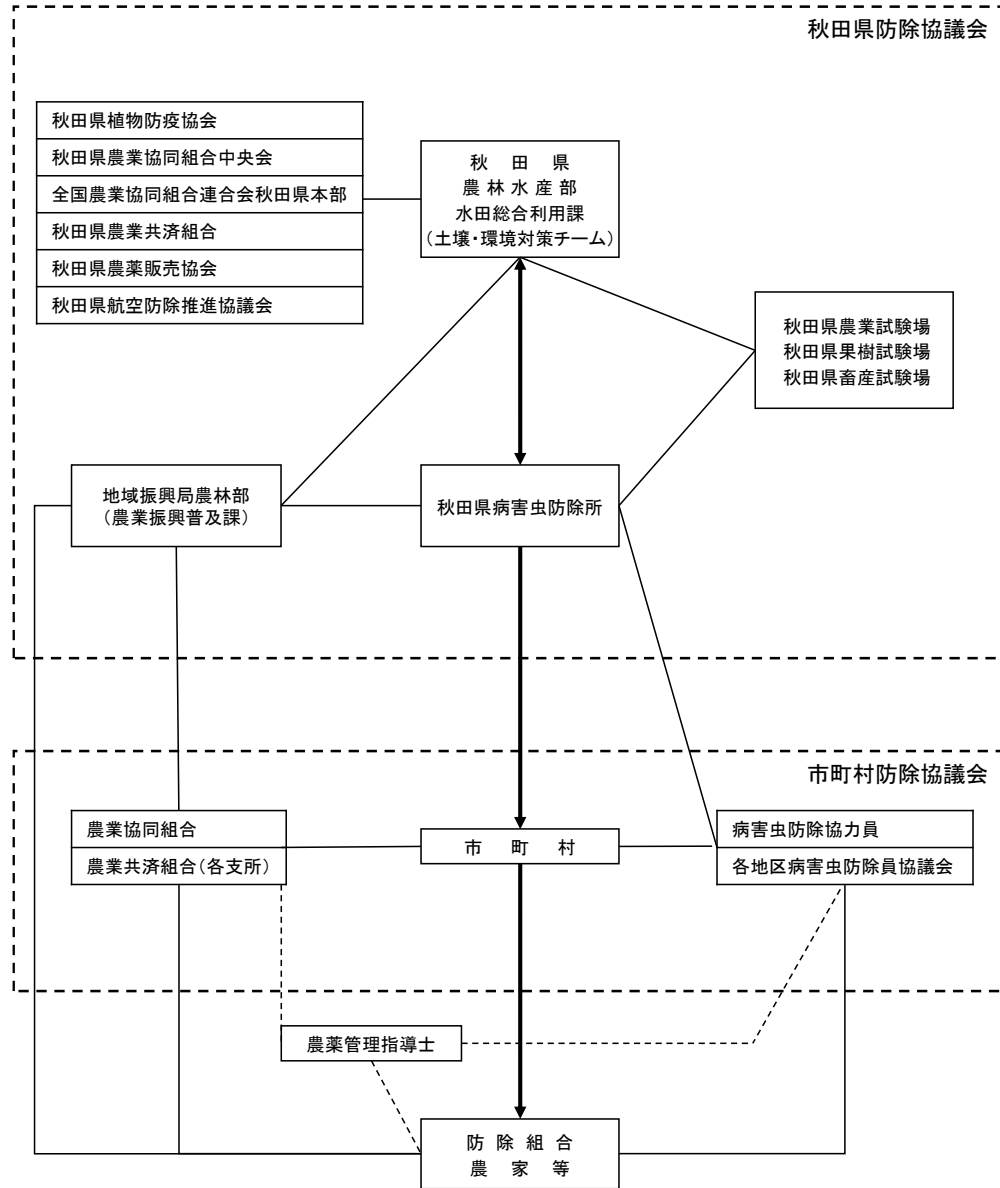 秋田県防除協議会
秋田県植物防疫協会
秋田県農業協同組合中央会
全国農業協同組合連合会秋田県本部
秋田県農業共済組合
秋田県農薬販売協会
秋田県航空防除推進協議会
秋田県
農林水産部
水田総合利用課
(土壌・環境対策チーム)
秋田県農業試験場
秋田県果樹試験場
秋田県畜産試験場
地域振興局農林部
(農業振興普及課)
秋田県病害虫防除所
市町村防除協議会
農業協同組合
農業共済組合(各支所)
市町村
病害虫防除協力員
各地区病害虫防除員協議会
農薬管理指導士
防除組合
農家等